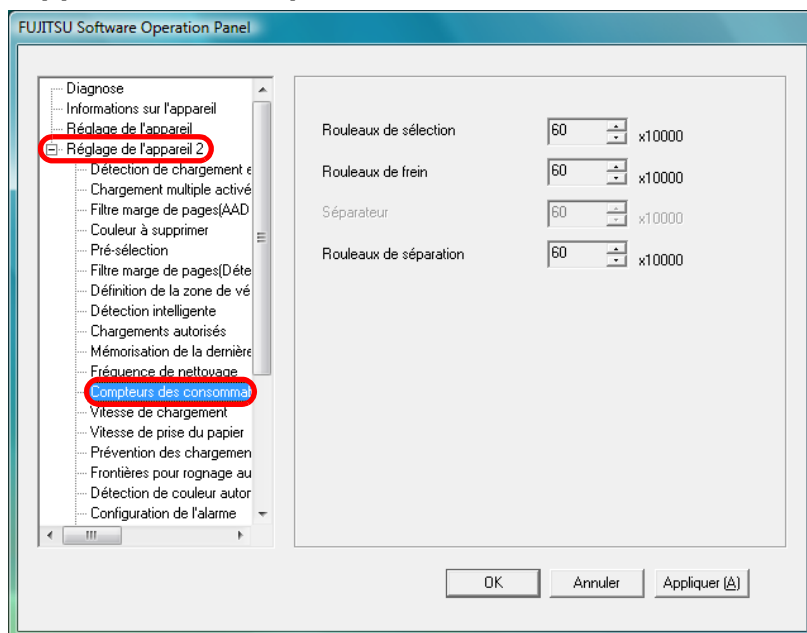 FUJITSU Software Operation Panel
Diagnose
Informations sur l'appareil
Réglage de l'appareil
Réglage de l'appareil 2
Détection de chargement e
Chargement multiple activé
Filtre marge de pages(AAD
Couleur à supprimer
Pré-sélection
Filtre marge de pages(Déte
Définition de la zone de vé
Détection intelligente
Chargements autorisés
Mémorisation de la dernière
Fréquence de nettoyage
Compteurs des consommat
Vitesse de chargement
Vitesse de prise du papier
Prévention des chargemen
Frontières pour rognage au
Détection de couleur autor
Configuration de l'alarme
Rouleaux de sélection 60 x10000
Rouleaux de frein 60 x10000
Séparateur 60 x10000
Rouleaux de séparation 60 x10000
OK Annuler Appliquer (A)